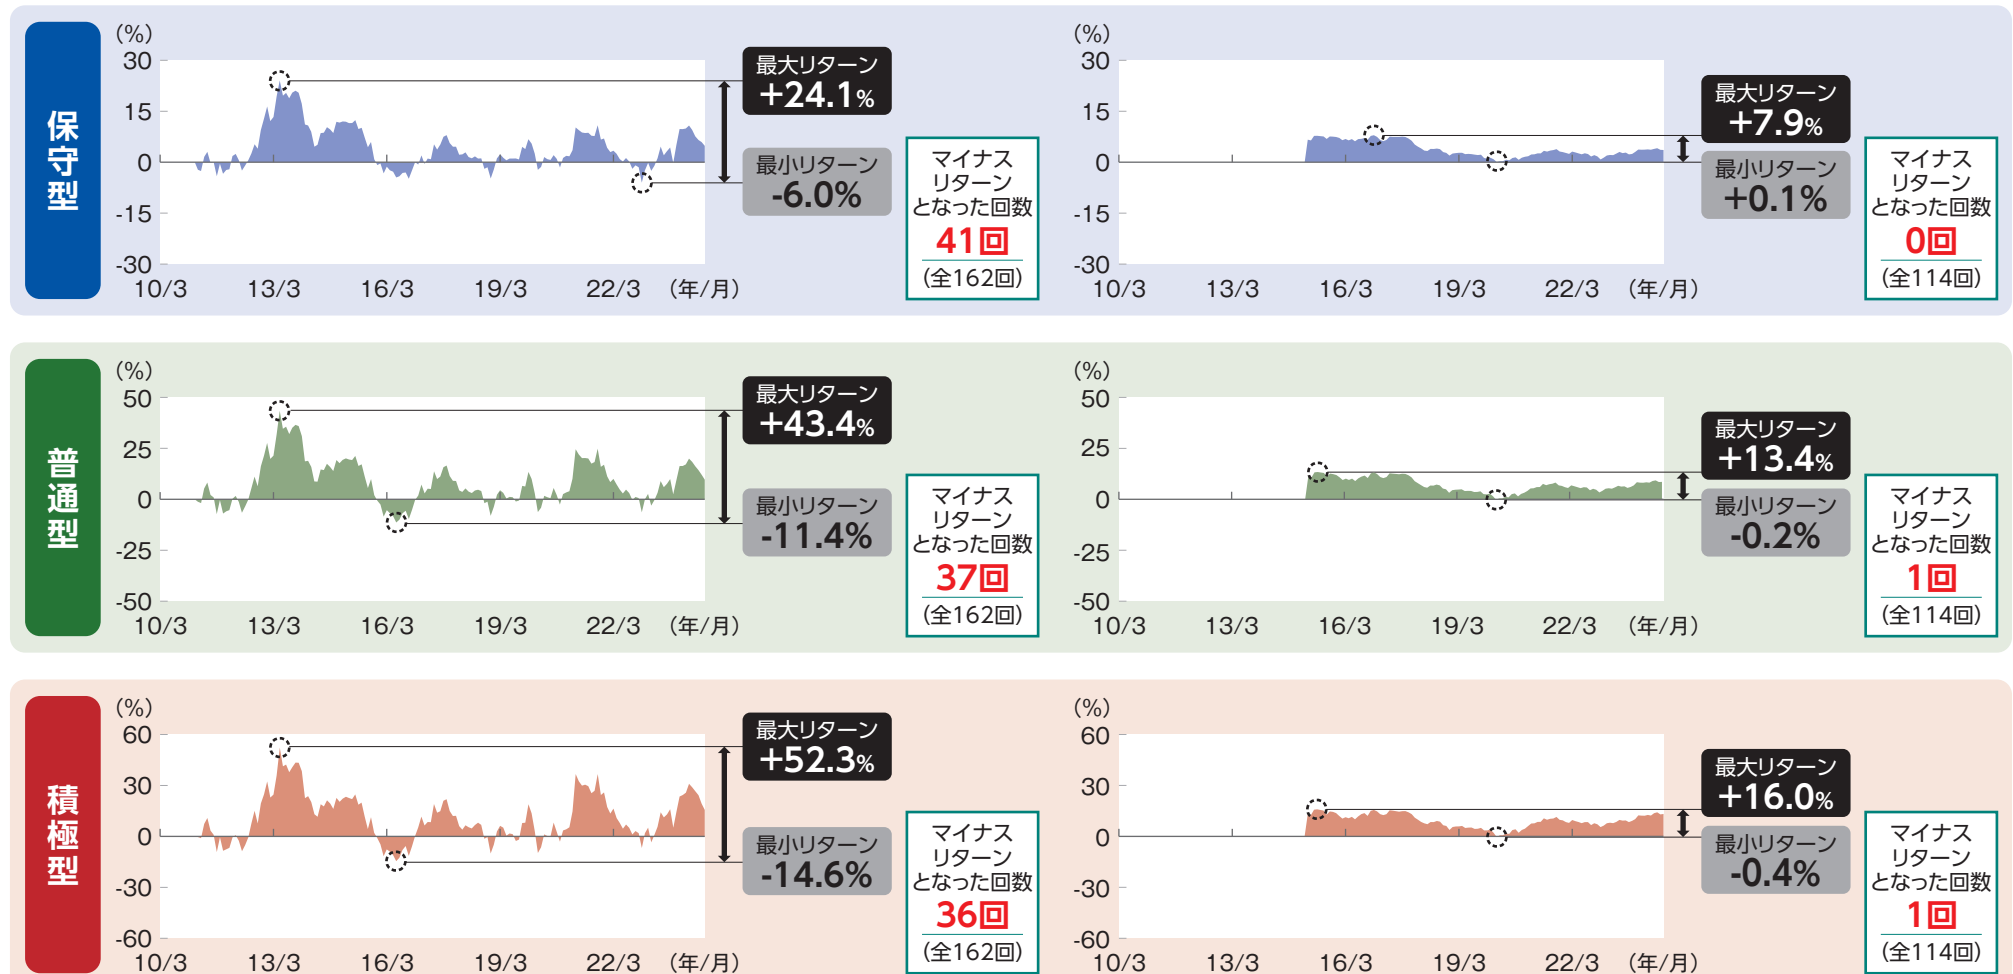 保守型
(%)
30
15
0
-15
-30
10/3 13/3 16/3 19/3 22/3 (年/月)
最大リターン
+24.1%
最小リターン
-6.0%
マイナス
リターン
となった回数
41回
(全162回)
(%)
30
15
0
-15
-30
10/3 13/3 16/3 19/3 22/3 (年/月)
最大リターン
+7.9%
最小リターン
+0.1%
マイナス
リターン
となった回数
0回
(全114回)
普通型
(%)
50
25
0
-25
-50
10/3 13/3 16/3 19/3 22/3 (年/月)
最大リターン
+43.4%
最小リターン
-11.4%
マイナス
リターン
となった回数
37回
(全162回)
(%)
50
25
0
-25
-50
10/3 13/3 16/3 19/3 22/3 (年/月)
最大リターン
+13.4%
最小リターン
-0.2%
マイナス
リターン
となった回数
1回
(全114回)
積極型
(%)
60
30
0
-30
-60
10/3 13/3 16/3 19/3 22/3 (年/月)
最大リターン
+52.3%
最小リターン
-14.6%
マイナス
リターン
となった回数
36回
(全162回)
(%)
60
30
0
-30
-60
10/3 13/3 16/3 19/3 22/3 (年/月)
最大リターン
+16.0%
最小リターン
-0.4%
マイナス
リターン
となった回数
1回
(全114回)